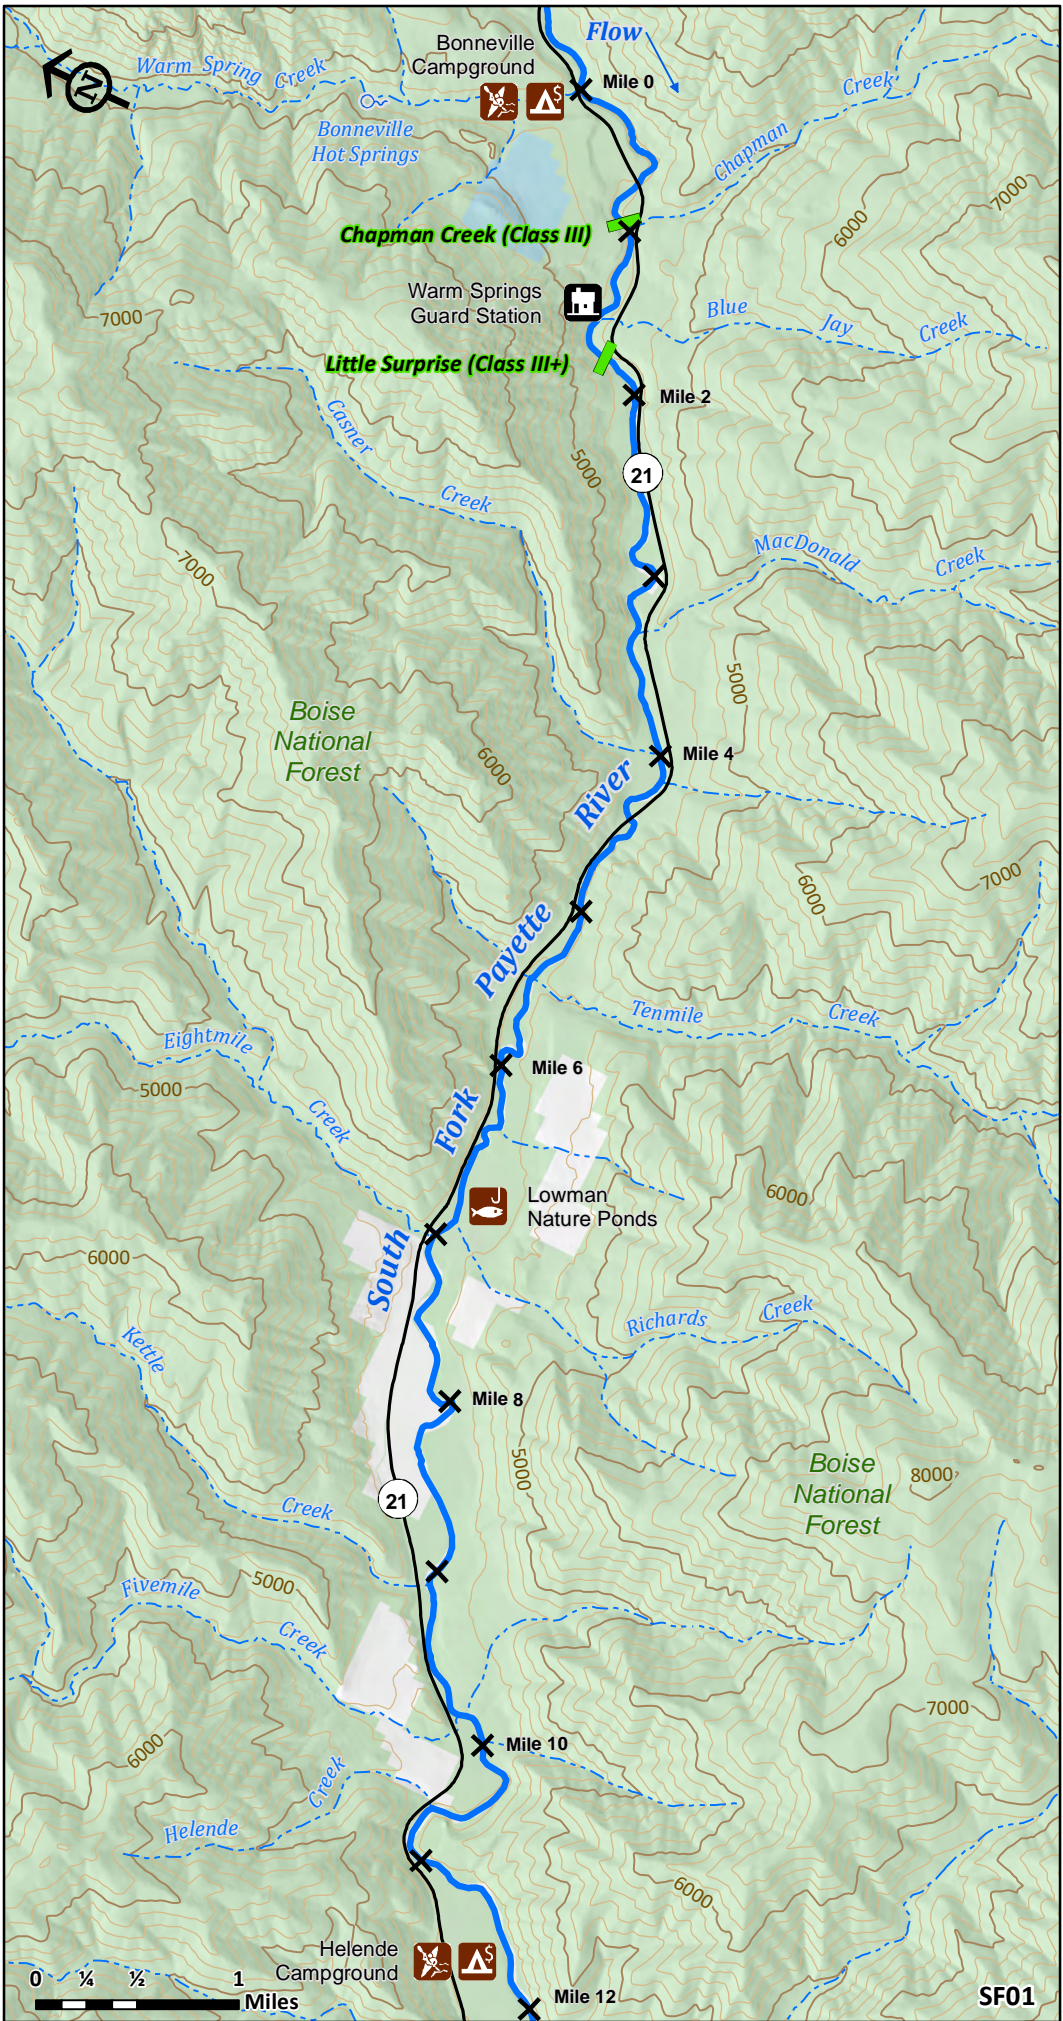 Flow
Bonneville
Campground
Mile 0
N
Warm Spring Creek
Bonneville
Hot Springs
Chapman Creek
7000
6000
Chapman Creek (Class III)
Warm Springs
Guard Station
7000
Blue Jay Creek
Little Surprise (Class III+)
Mile 2
Casner Creek
5000
21
7000
MacDonald Creek
5000
Boise
National
Forest
6000
Mile 4
River
7000
6000
Payette
Tenmile Creek
Eightmile Creek
Mile 6
5000
Fork
6000
Lowman
Nature Ponds
6000
South
Richards Creek
Kettle Creek
Mile 8
5000
Boise
National
Forest
8000
21
5000
Fivemile Creek
7000
6000
Mile 10
Helende Creek
6000
Helende
Campground
0 ¼ ½ 1
Miles
Mile 12
SF01